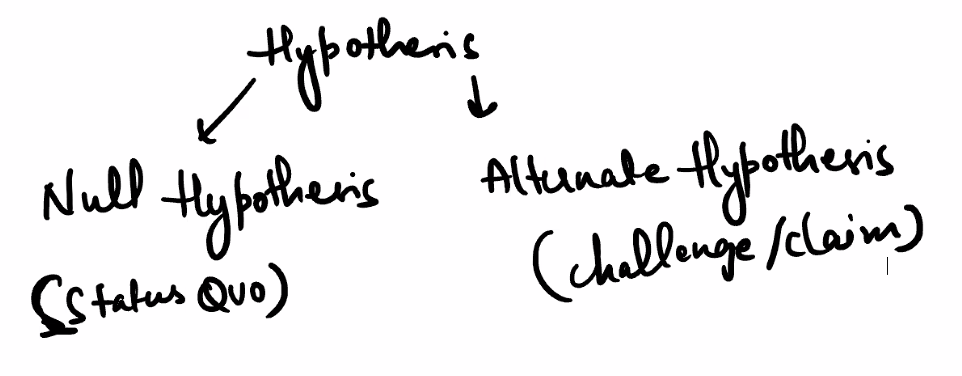 Hypothesis
Null Hypothesis
Alternate Hypothesis
(Status Quo)
(challenge/claim)